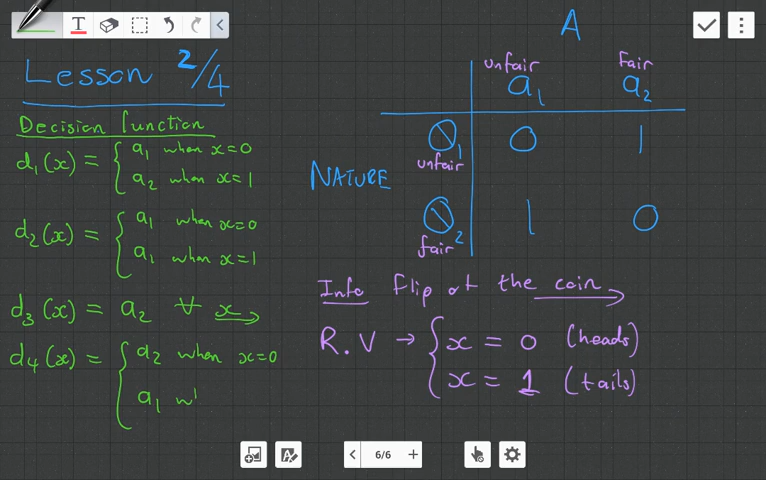 T
A
Lesson 2/4
unfair fair
a1 a2
Decision function
d1(x) = { a1 when x=0
a2 when x=1
θ1 0 1
unfair
NATURE
d2(x) = { a1 when x=0
a1 when x=1
θ2 1 0
fair
Info flip of the coin
d3(x) = a2 ∀ x
R.V → { x = 0 (heads)
x = 1 (tails)
d4(x) = { a2 when x=0
a1 w
A
6/6